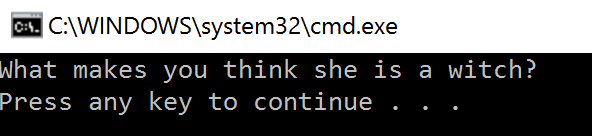 C:\WINDOWS\system32\cmd.exe
What makes you think she is a witch?
Press any key to continue . . .